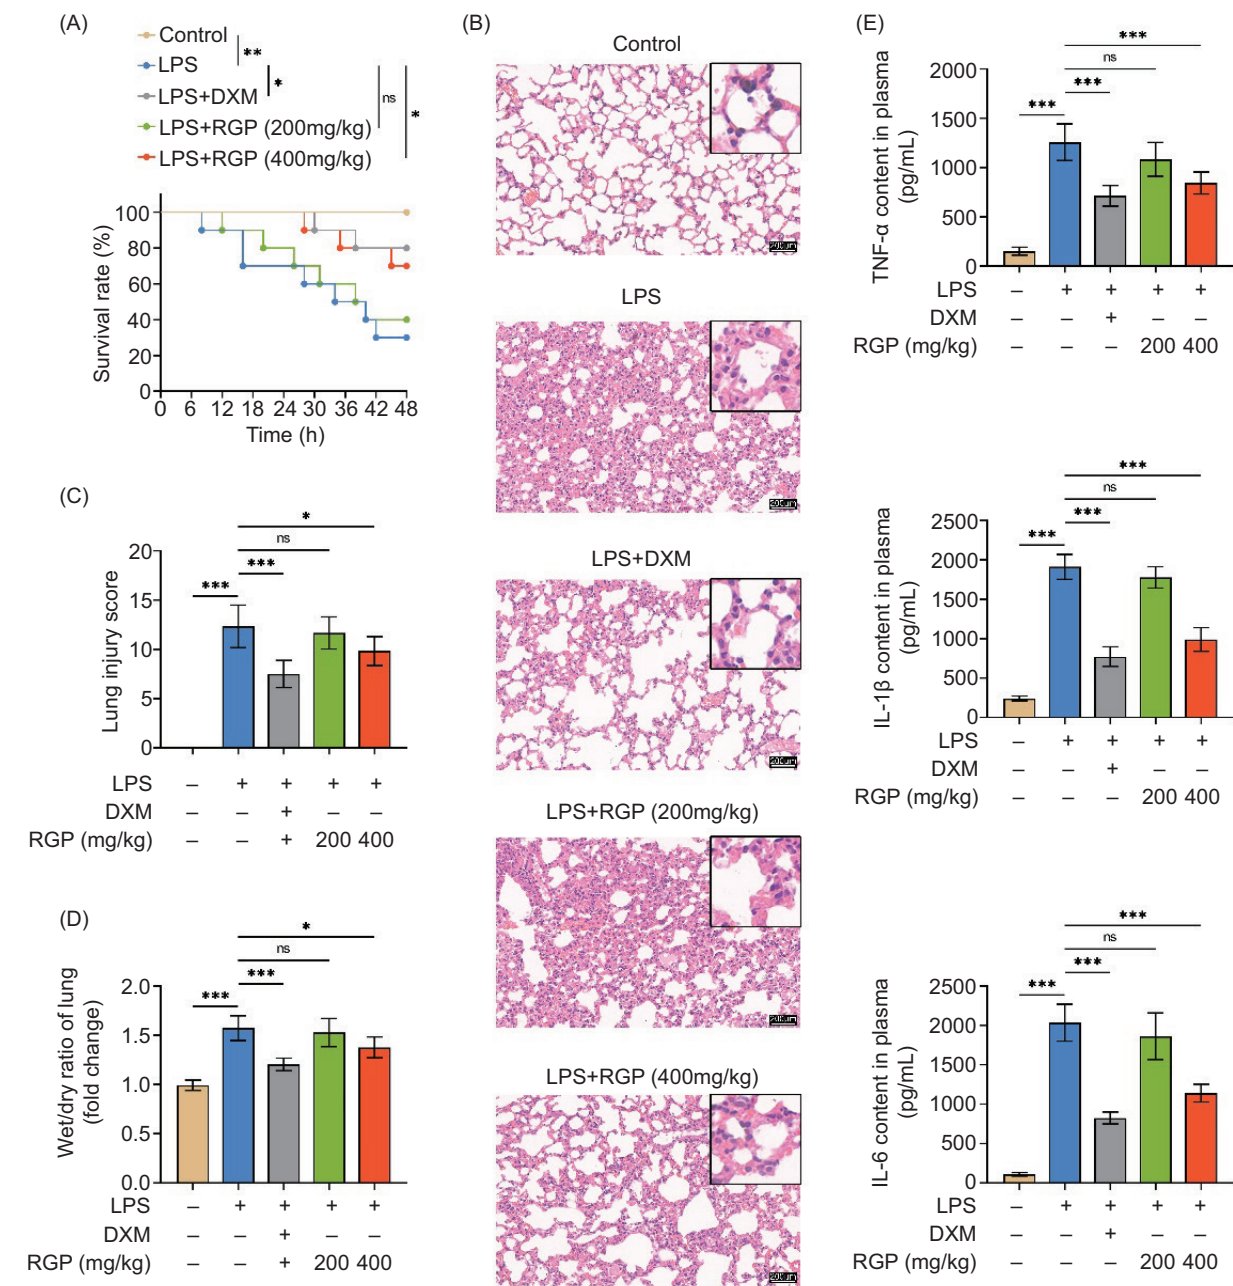 (A)
Control
LPS
LPS+DXM
LPS+RGP (200mg/kg)
LPS+RGP (400mg/kg)
**
*
ns
*
Survival rate (%)
100
80
60
40
20
0
0 6 12 18 24 30 36 42 48
Time (h)
(B)
Control
200μm
LPS
200μm
LPS+DXM
200μm
LPS+RGP (200mg/kg)
200μm
LPS+RGP (400mg/kg)
200μm
(C)
Lung injury score
20
15
10
5
0
*
ns
***
***
LPS − + + + +
DXM − − + − −
RGP (mg/kg) − − + 200 400
(D)
Wet/dry ratio of lung
(fold change)
2.0
1.5
1.0
0.5
0.0
*
ns
***
***
LPS − + + + +
DXM − − + − −
RGP (mg/kg) − − + 200 400
(E)
TNF-α content in plasma
(pg/mL)
2000
1500
1000
500
0
***
ns
***
***
LPS − + + + +
DXM − − + − −
RGP (mg/kg) − − − 200 400
IL-1β content in plasma
(pg/mL)
2500
2000
1500
1000
500
0
***
ns
***
***
LPS − + + + +
DXM − − + − −
RGP (mg/kg) − − − 200 400
IL-6 content in plasma
(pg/mL)
2500
2000
1500
1000
500
0
***
ns
***
***
LPS − + + + +
DXM − − + − −
RGP (mg/kg) − − − 200 400